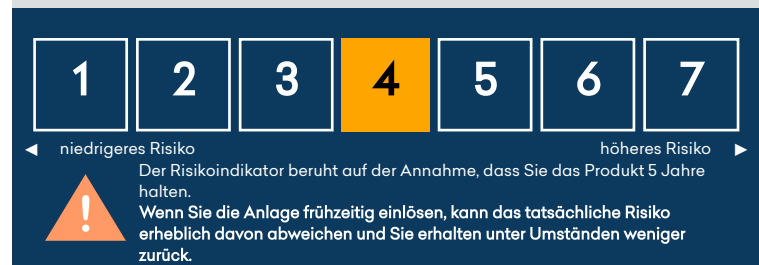 1 2 3 4 5 6 7
◄ niedrigeres Risiko höheres Risiko ►
Der Risikoindikator beruht auf der Annahme, dass Sie das Produkt 5 Jahre
halten.
Wenn Sie die Anlage frühzeitig einlösen, kann das tatsächliche Risiko
erheblich davon abweichen und Sie erhalten unter Umständen weniger
zurück.
!